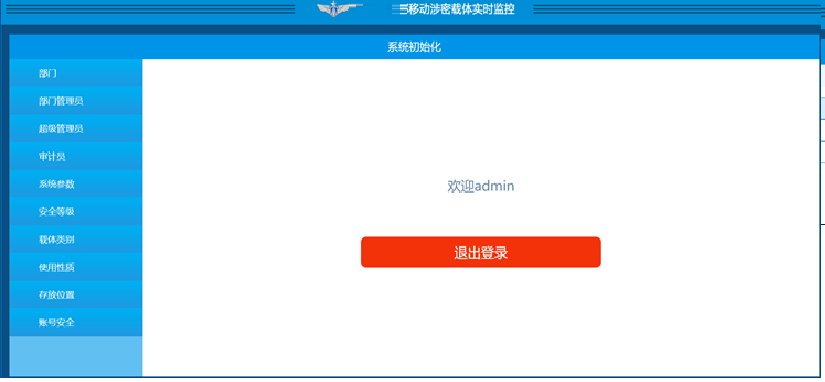 移动涉密载体实时监控
系统初始化
部门
部门管理员
超级管理员
审计员
系统参数
安全等级
载体类别
使用性质
存放位置
账号安全
欢迎admin
退出登录